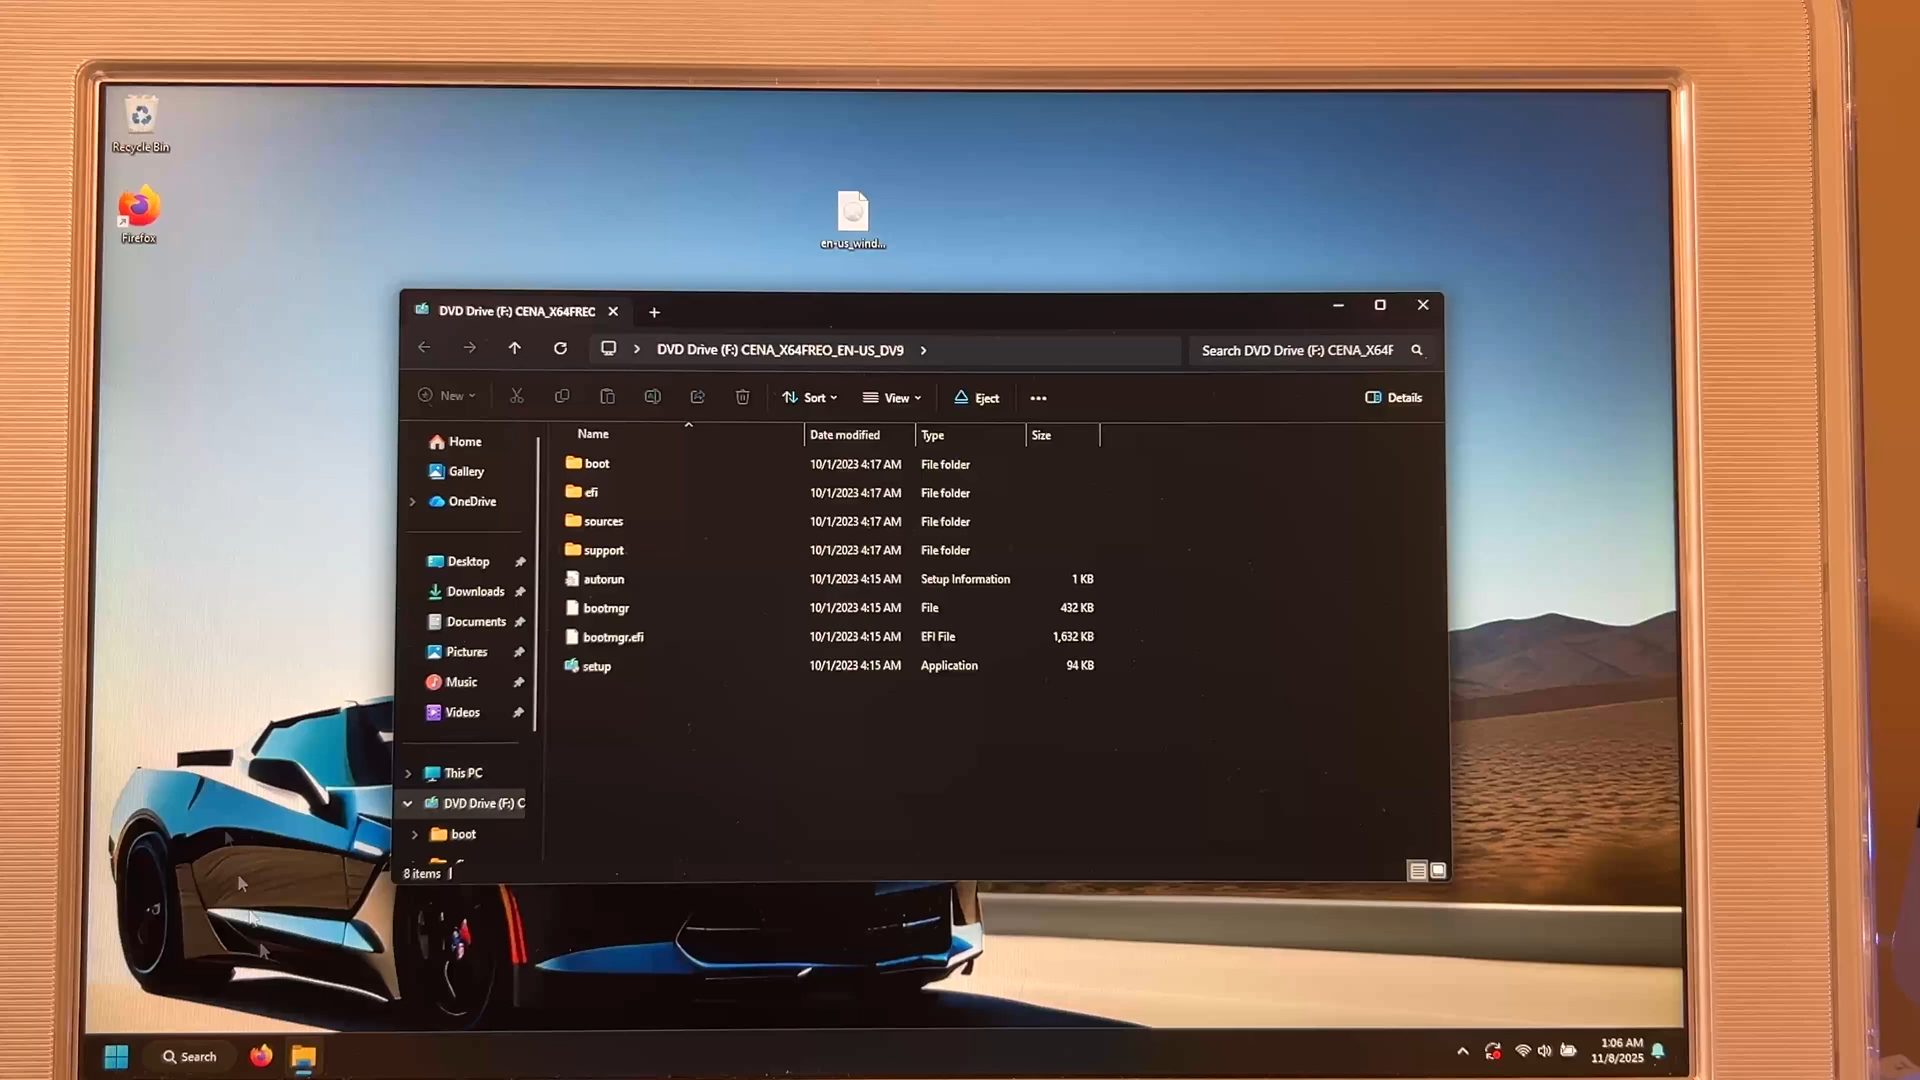 Recycle Bin
Firefox
en-us_wind...
DVD Drive (F:) CENA_X64FREC
DVD Drive (F:) CENA_X64FREO_EN-US_DV9
Search DVD Drive (F:) CENA_X64F
New
Sort
View
Eject
Details
Name Date modified Type Size
Home
Gallery
OneDrive
Desktop
Downloads
Documents
Pictures
Music
Videos
This PC
DVD Drive (F:) C
boot
boot 10/1/2023 4:17 AM File folder
efi 10/1/2023 4:17 AM File folder
sources 10/1/2023 4:17 AM File folder
support 10/1/2023 4:17 AM File folder
autorun 10/1/2023 4:15 AM Setup Information 1 KB
bootmgr 10/1/2023 4:15 AM File 432 KB
bootmgr.efi 10/1/2023 4:15 AM EFI File 1,632 KB
setup 10/1/2023 4:15 AM Application 94 KB
8 items
Search
1:06 AM
11/8/2025